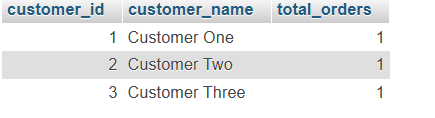 customer_id customer_name total_orders
1 Customer One 1
2 Customer Two 1
3 Customer Three 1